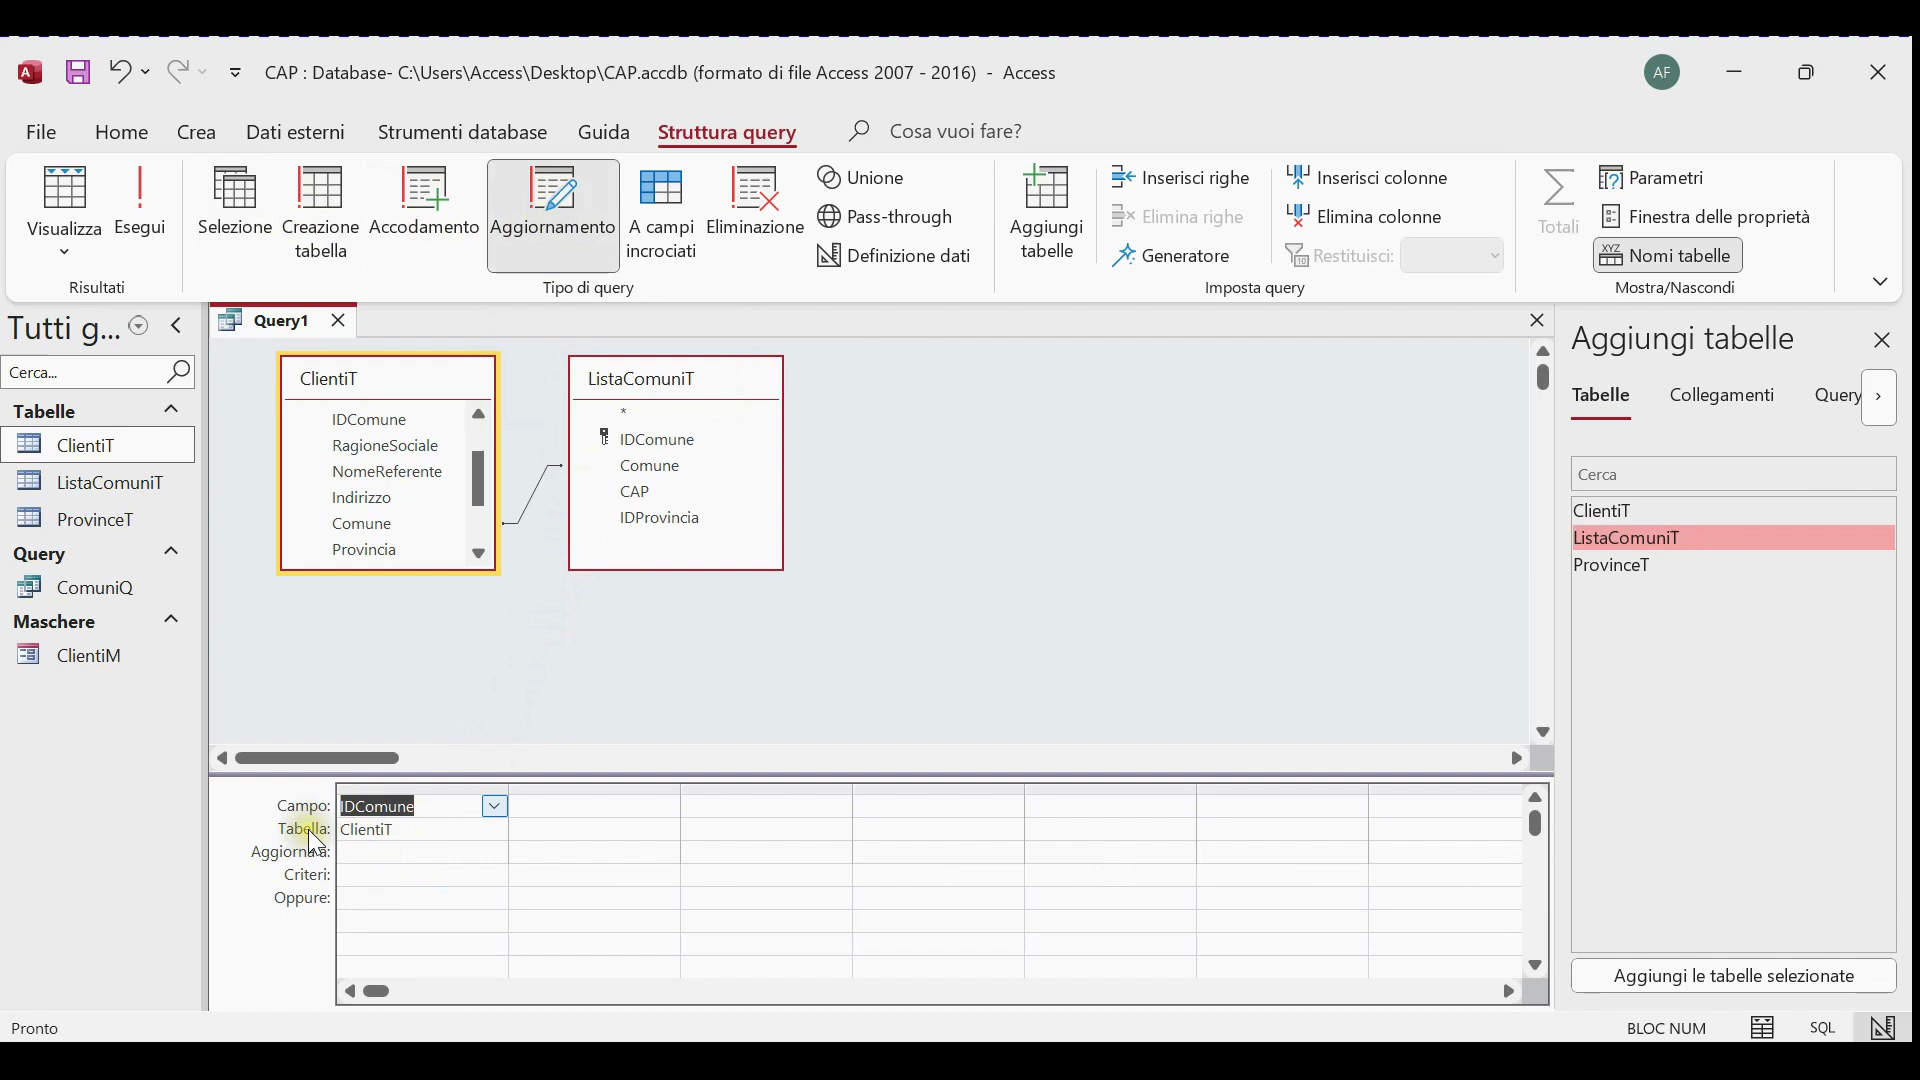 CAP : Database- C:\Users\Access\Desktop\CAP.accdb (formato di file Access 2007 - 2016) - Access
AF
File Home Crea Dati esterni Strumenti database Guida Struttura query Cosa vuoi fare?
Visualizza
Esegui
Risultati
Selezione
Creazione
tabella
Accodamento
Aggiornamento
A campi
incrociati
Eliminazione
Unione
Pass-through
Definizione dati
Tipo di query
Aggiungi
tabelle
Inserisci righe
Elimina righe
Generatore
Inserisci colonne
Elimina colonne
Restituisci:
Imposta query
Totali
Parametri
Finestra delle proprietà
Nomi tabelle
Mostra/Nascondi
Tutti g...
Cerca...
Tabelle
ClientiT
ListaComuniT
ProvinceT
Query
ComuniQ
Maschere
ClientiM
Query1
ClientiT
IDComune
RagioneSociale
NomeReferente
Indirizzo
Comune
Provincia
ListaComuniT
*
IDComune
Comune
CAP
IDProvincia
Campo: IDComune
Tabella: ClientiT
Aggiorna a:
Criteri:
Oppure:
Aggiungi tabelle
Tabelle Collegamenti Query
Cerca
ClientiT
ListaComuniT
ProvinceT
Aggiungi le tabelle selezionate
Pronto
BLOC NUM
SQL